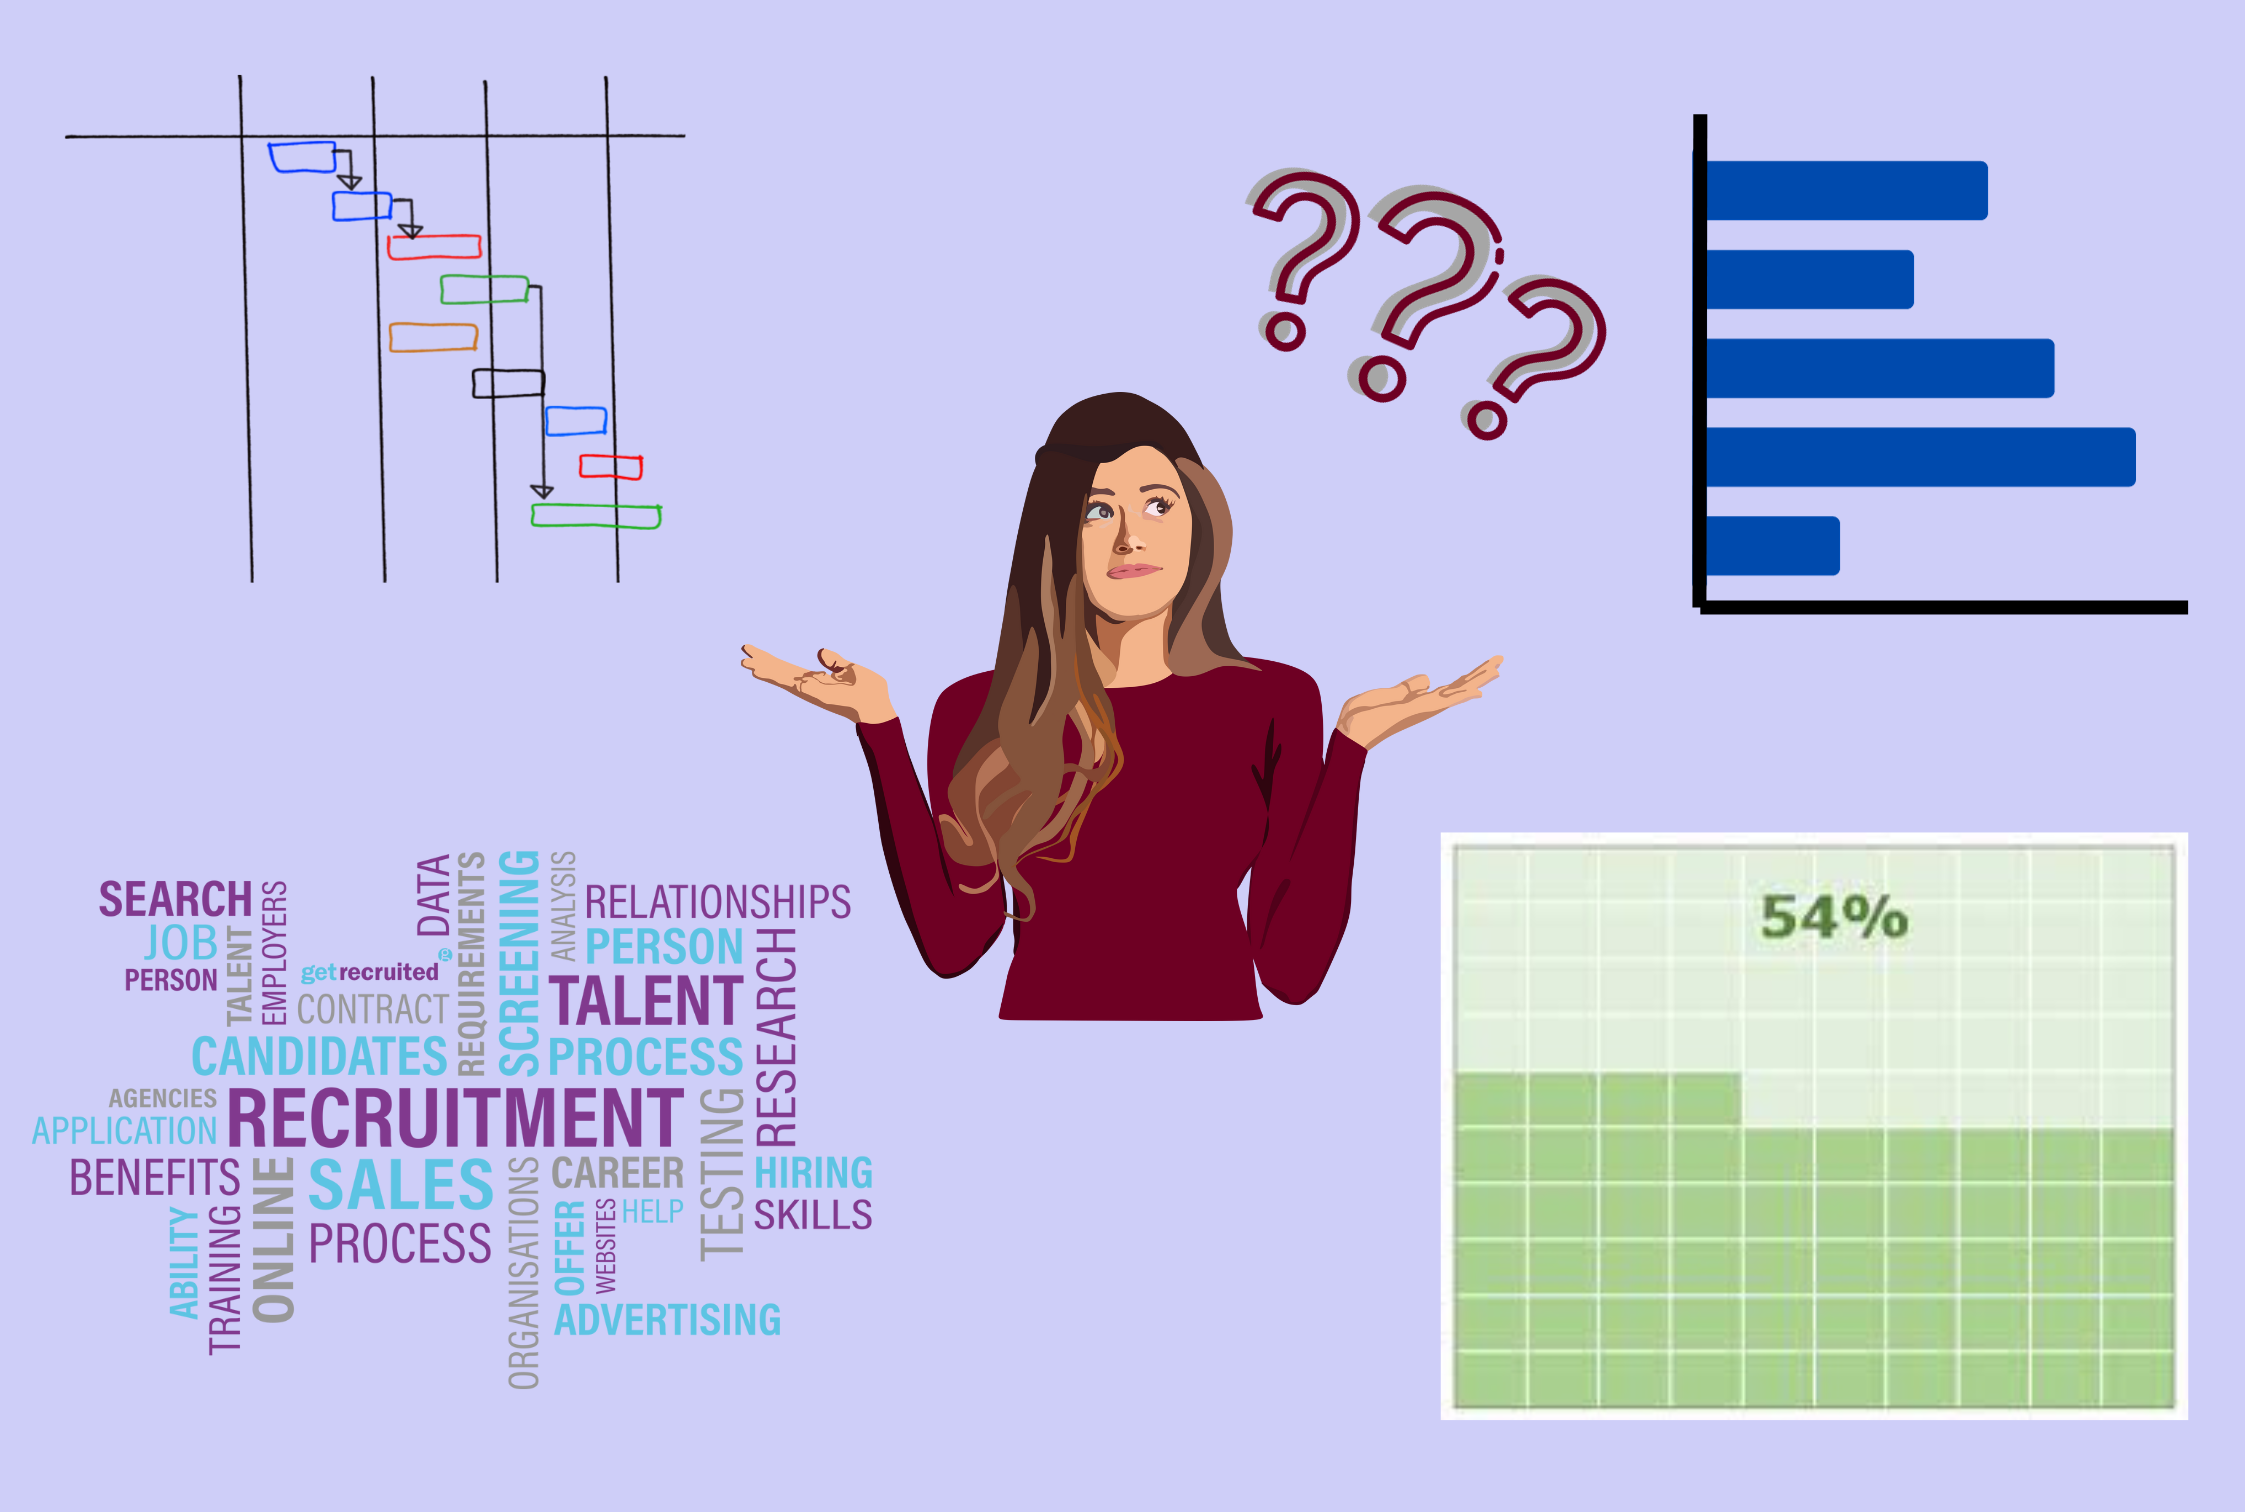 ???
54%
SEARCH
JOB
PERSON
TALENT
EMPLOYERS
DATA
REQUIREMENTS
SCREENING
ANALYSIS
RELATIONSHIPS
PERSON
getrecruited g
CONTRACT
TALENT
RESEARCH
CANDIDATES
PROCESS
AGENCIES
APPLICATION
RECRUITMENT
TESTING
BENEFITS
ONLINE
SALES
ORGANISATIONS
CAREER
HIRING
SKILLS
ABILITY
TRAINING
PROCESS
OFFER
WEBSITES
HELP
ADVERTISING